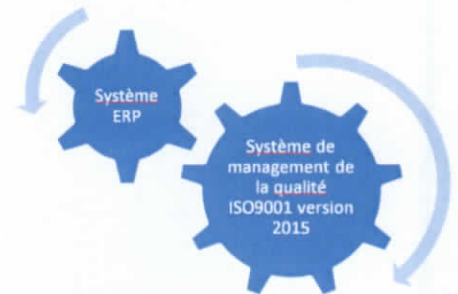 Système
ERP
Système de
management de
la qualité
ISO9001 version
2015